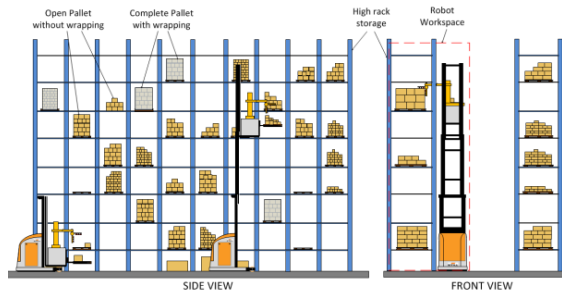 Open Pallet
without wrapping
Complete Pallet
with wrapping
High rack
storage
Robot
Workspace
SIDE VIEW
FRONT VIEW